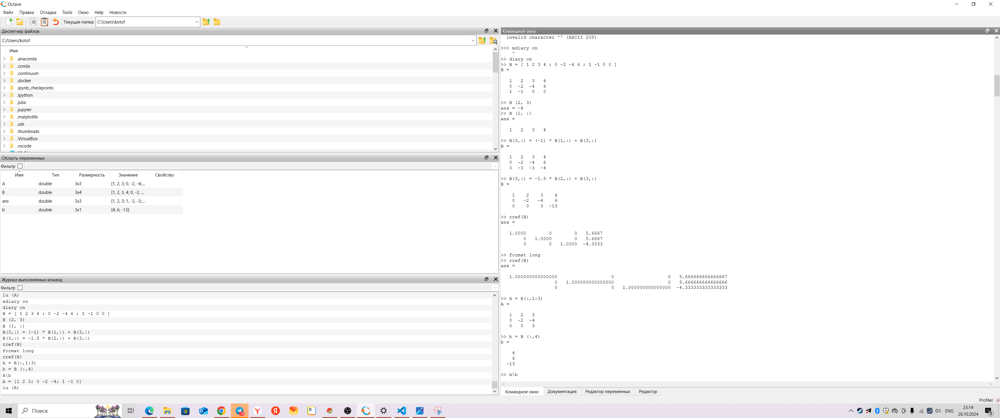 Octave
Файл Правка Отладка Tools Окно Help Новости
Текущая папка: C:\Users\kotof
Диспетчер файлов
C:/Users/kotof
Имя
.anaconda
.conda
.continuum
.docker
.ipynb_checkpoints
.ipython
.julia
.jupyter
.matplotlib
.ssh
.thumbnails
.VirtualBox
.vscode
Область переменных
Фильтр
Имя Тип Размерность Значение Свойство
A double 3x3 [1, 2, 3; 0, -2, -4;...
B double 3x4 [1, 2, 3, 4; 0, -2, ...
ans double 3x3 [1, 2, 3; 1, -3, -3;...
b double 3x1 [4; 6; -13]
Журнал выполненных команд
Фильтр
lu (A)
вdiary on
diary on
B = [ 1 2 3 4 ; 0 -2 -4 6 ; 1 -1 0 0 ]
B (2, 3)
B (1, :)
B(3,:) = (-1) * B(1,:) + B(3,:)
B(3,:) = -1.5 * B(2,:) + B(3,:)
rref(B)
format long
rref(B)
A = B(:,1:3)
b = B (:,4)
A\b
A = [1 2 3; 0 -2 -4; 1 -1 0]
lu (A)
Командное окно
invalid character '' (ASCII 208)
>>> вdiary on
^
>> diary on
>> B = [ 1 2 3 4 ; 0 -2 -4 6 ; 1 -1 0 0 ]
B =
1 2 3 4
0 -2 -4 6
1 -1 0 0
>> B (2, 3)
ans = -4
>> B (1, :)
ans =
1 2 3 4
>> B(3,:) = (-1) * B(1,:) + B(3,:)
B =
1 2 3 4
0 -2 -4 6
0 -3 -3 -4
>> B(3,:) = -1.5 * B(2,:) + B(3,:)
B =
1 2 3 4
0 -2 -4 6
0 0 3 -13
>> rref(B)
ans =
1.0000 0 0 5.6667
0 1.0000 0 5.6667
0 0 1.0000 -4.3333
>> format long
>> rref(B)
ans =
1.000000000000000 0 0 5.666666666666667
0 1.000000000000000 0 5.666666666666666
0 0 1.000000000000000 -4.333333333333333
>> A = B(:,1:3)
A =
1 2 3
0 -2 -4
0 0 3
>> b = B (:,4)
b =
4
6
-13
>> A\b
Командное окно Документация Редактор переменных Редактор
Profiler
Поиск
70
ENG
23:14
26.10.2024
3